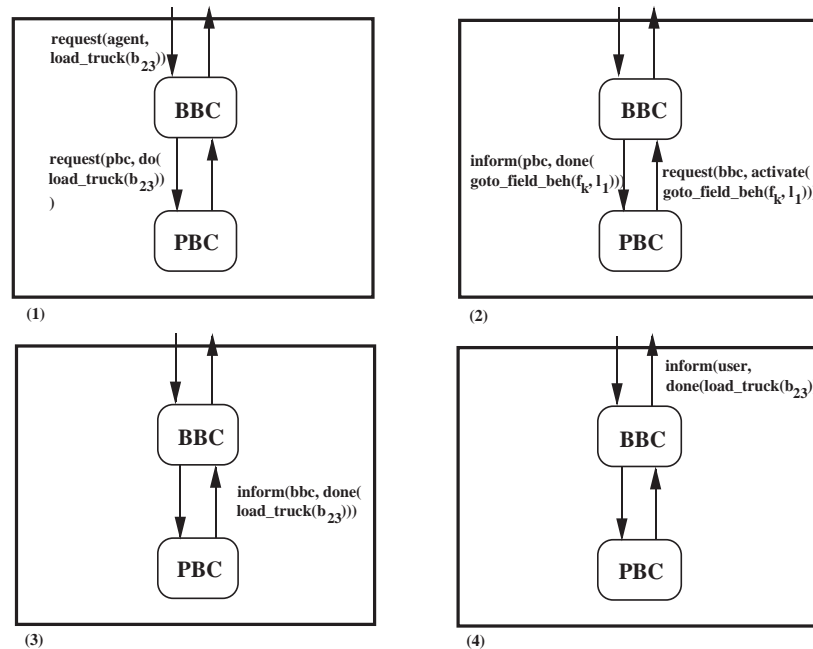 request(agent,
load_truck(b23))
BBC
request(pbc, do(
load_truck(b23))
)
PBC
(1)
BBC
inform(pbc, done(
goto_field_beh(fk, l1)))
request(bbc, activate(
goto_field_beh(fk, l1))
PBC
(2)
BBC
inform(bbc, done(
load_truck(b23)))
PBC
(3)
inform(user,
done(load_truck(b23)
BBC
PBC
(4)